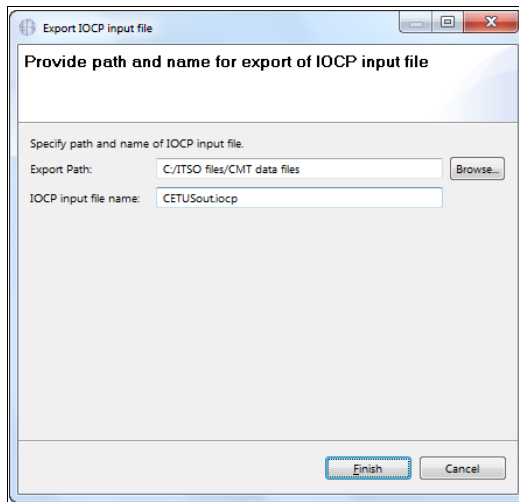 Export IOCP input file
Provide path and name for export of IOCP input file
Specify path and name of IOCP input file.
Export Path: C:/ITSO files/CMT data files Browse...
IOCP input file name: CETUSout.iocp
Finish Cancel